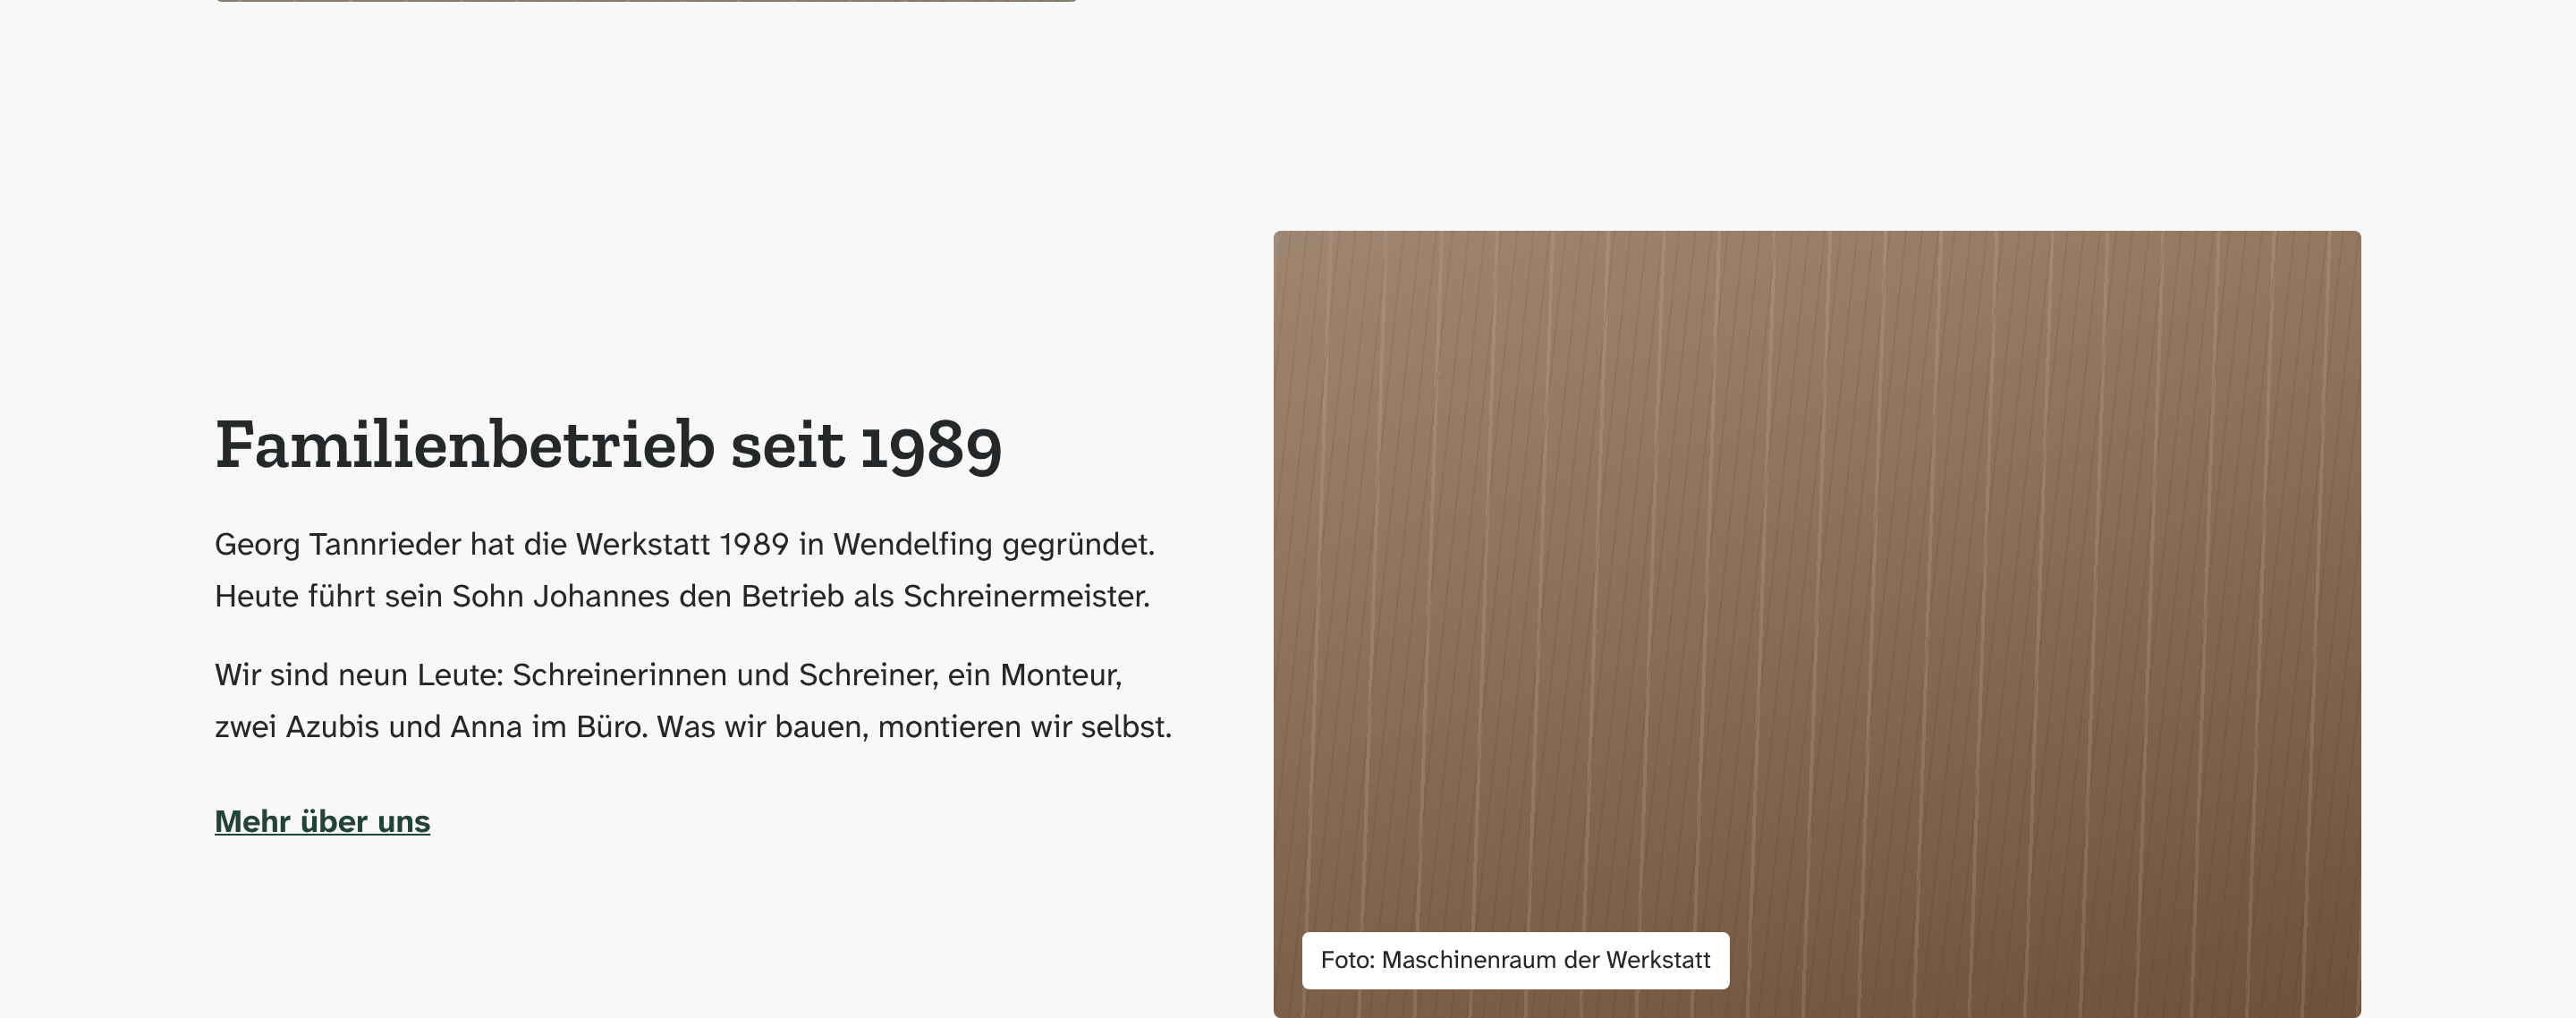 Familienbetrieb seit 1989
Georg Tannrieder hat die Werkstatt 1989 in Wendelfing gegründet.
Heute führt sein Sohn Johannes den Betrieb als Schreinermeister.
Wir sind neun Leute: Schreinerinnen und Schreiner, ein Monteur,
zwei Azubis und Anna im Büro. Was wir bauen, montieren wir selbst.
Mehr über uns
Foto: Maschinenraum der Werkstatt